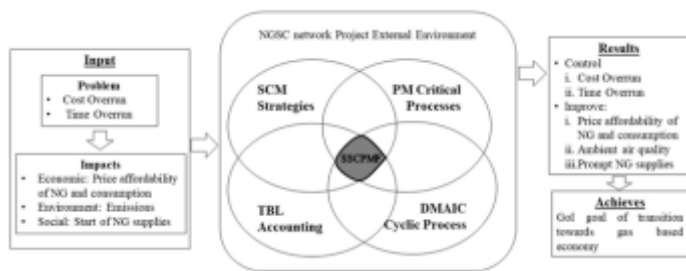 Input
Problem
• Cost Overrun
• Time Overrun
Impacts
• Economic: Price affordability
of NG and consumption
• Environment: Emissions
• Social: Start of NG supplies
NGSC network Project External Environment
SCM
Strategies
PM Critical
Processes
SSCPMF
TBL
Accounting
DMAIC
Cyclic Process
Results
• Control
i. Cost Overrun
ii. Time Overrun
• Improve:
i. Price affordability of
NG and consumption
ii. Ambient air quality
iii.Prompt NG supplies
Achieves
GoI goal of transition
towards gas based
economy